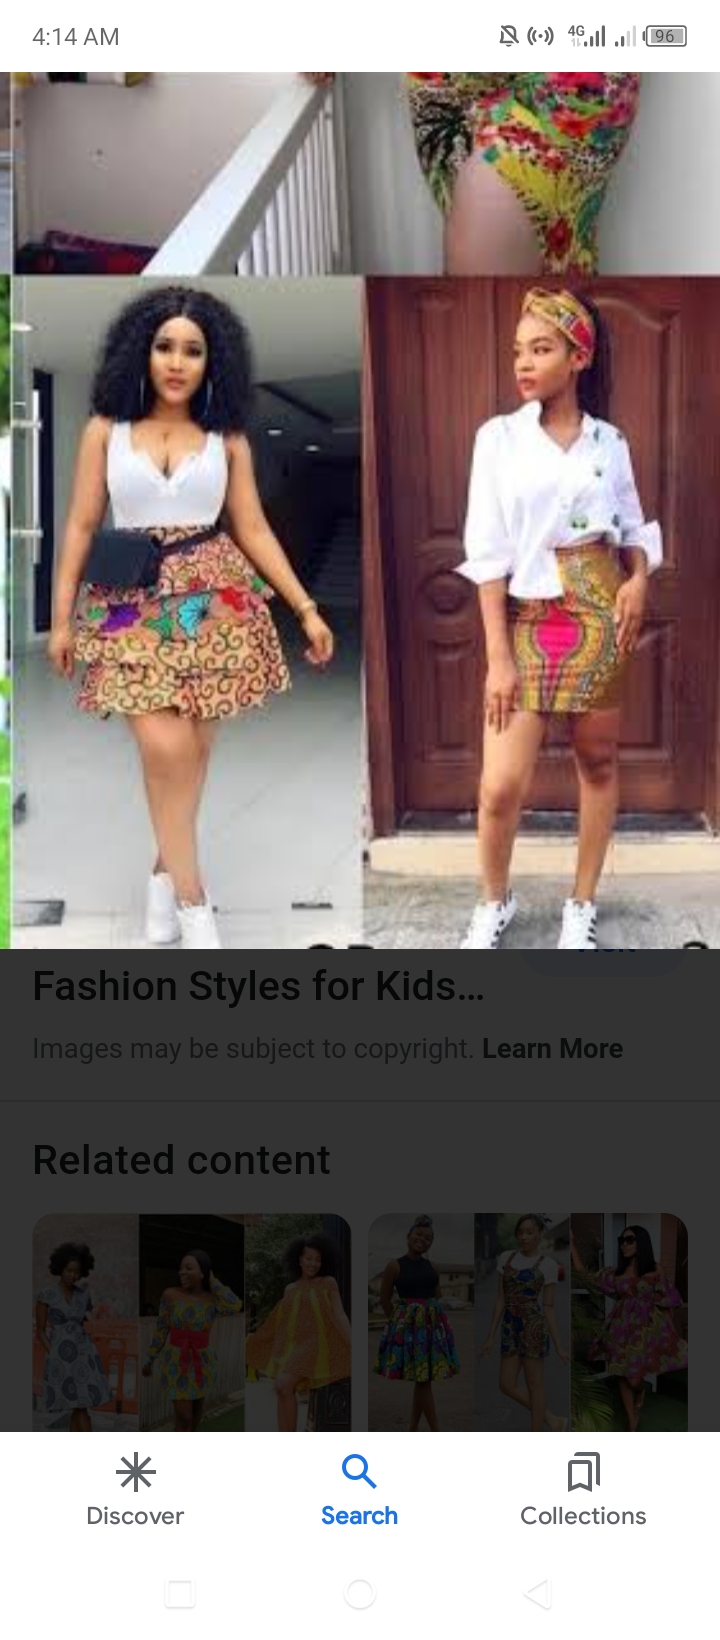 4:14 AM
4G
96
Fashion Styles for Kids...
Images may be subject to copyright. Learn More
Related content
Discover
Search
Collections